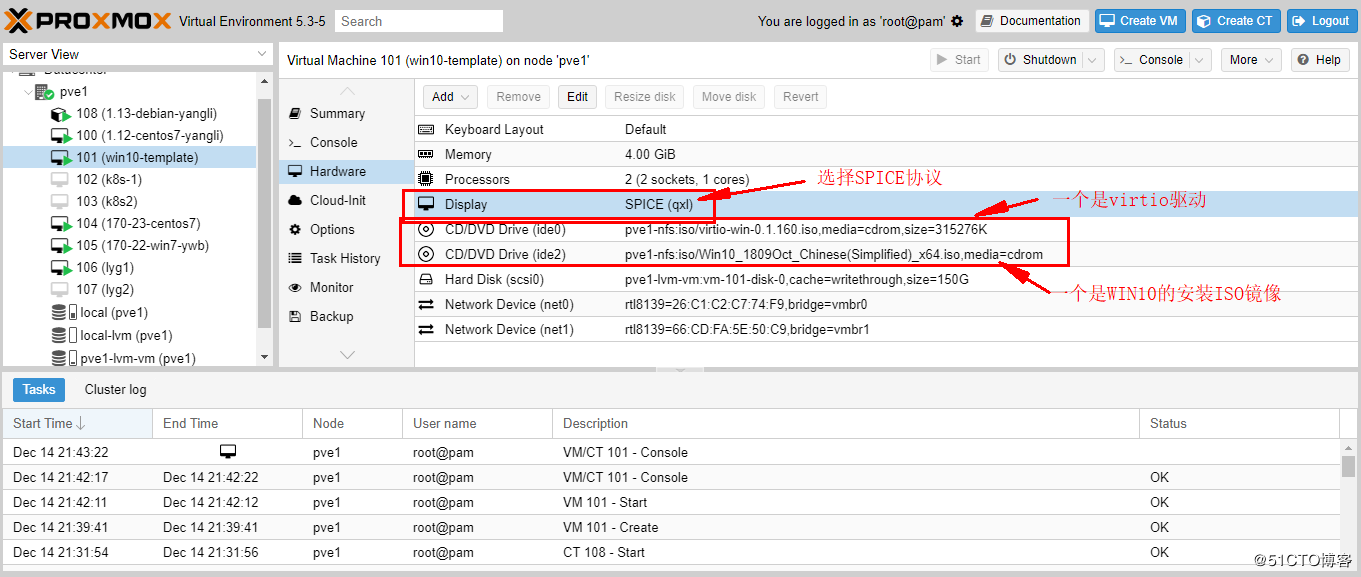 PROXMOX Virtual Environment 5.3-5 Search You are logged in as 'root@pam' Documentation Create VM Create CT Logout
Server View
Datacenter
pve1
108 (1.13-debian-yangli)
100 (1.12-centos7-yangli)
101 (win10-template)
102 (k8s-1)
103 (k8s2)
104 (170-23-centos7)
105 (170-22-win7-ywb)
106 (lyg1)
107 (lyg2)
local (pve1)
local-lvm (pve1)
pve1-lvm-vm (pve1)
Virtual Machine 101 (win10-template) on node 'pve1' Start Shutdown Console More Help
Summary
Console
Hardware
Cloud-Init
Options
Task History
Monitor
Backup
Add Remove Edit Resize disk Move disk Revert
Keyboard Layout Default
Memory 4.00 GiB
Processors 2 (2 sockets, 1 cores)
选择SPICE协议
Display SPICE (qxl)
一个是virtio驱动
CD/DVD Drive (ide0) pve1-nfs:iso/virtio-win-0.1.160.iso,media=cdrom,size=315276K
CD/DVD Drive (ide2) pve1-nfs:iso/Win10_1809Oct_Chinese(Simplified)_x64.iso,media=cdrom
Hard Disk (scsi0) pve1-lvm-vm:vm-101-disk-0,cache=writethrough,size=150G
一个是WIN10的安装ISO镜像
Network Device (net0) rtl8139=26:C1:C2:C7:74:F9,bridge=vmbr0
Network Device (net1) rtl8139=66:CD:FA:5E:50:C9,bridge=vmbr1
Tasks Cluster log
Start Time End Time Node User name Description Status
Dec 14 21:43:22 pve1 root@pam VM/CT 101 - Console
Dec 14 21:42:17 Dec 14 21:42:22 pve1 root@pam VM/CT 101 - Console OK
Dec 14 21:42:11 Dec 14 21:42:12 pve1 root@pam VM 101 - Start OK
Dec 14 21:39:41 Dec 14 21:39:41 pve1 root@pam VM 101 - Create OK
Dec 14 21:31:54 Dec 14 21:31:56 pve1 root@pam CT 108 - Start OK
@51CTO博客